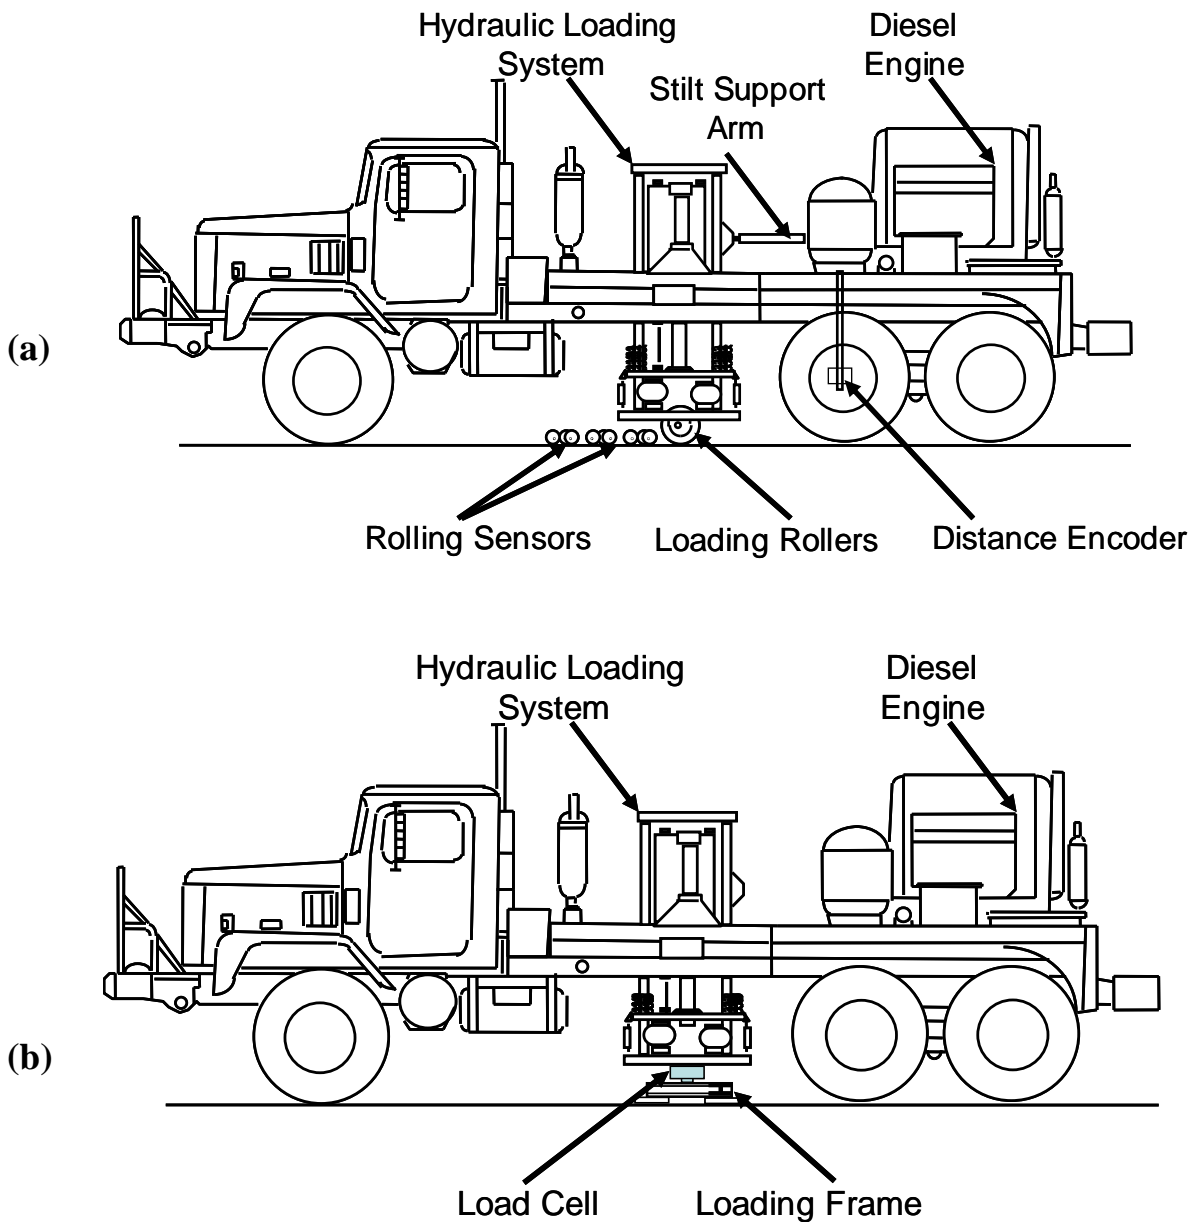 Hydraulic Loading
System
Diesel
Engine
Stilt Support
Arm
(a)
Rolling Sensors
Loading Rollers
Distance Encoder
Hydraulic Loading
System
Diesel
Engine
(b)
Load Cell
Loading Frame